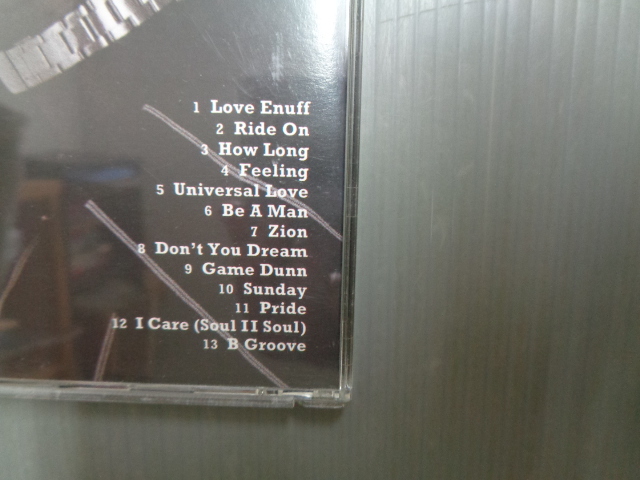 1 Love Enuff
2 Ride On
3 How Long
4 Feeling
5 Universal Love
6 Be A Man
7 Zion
8 Don't You Dream
9 Game Dunn
10 Sunday
11 Pride
12 I Care (Soul II Soul)
13 B Groove